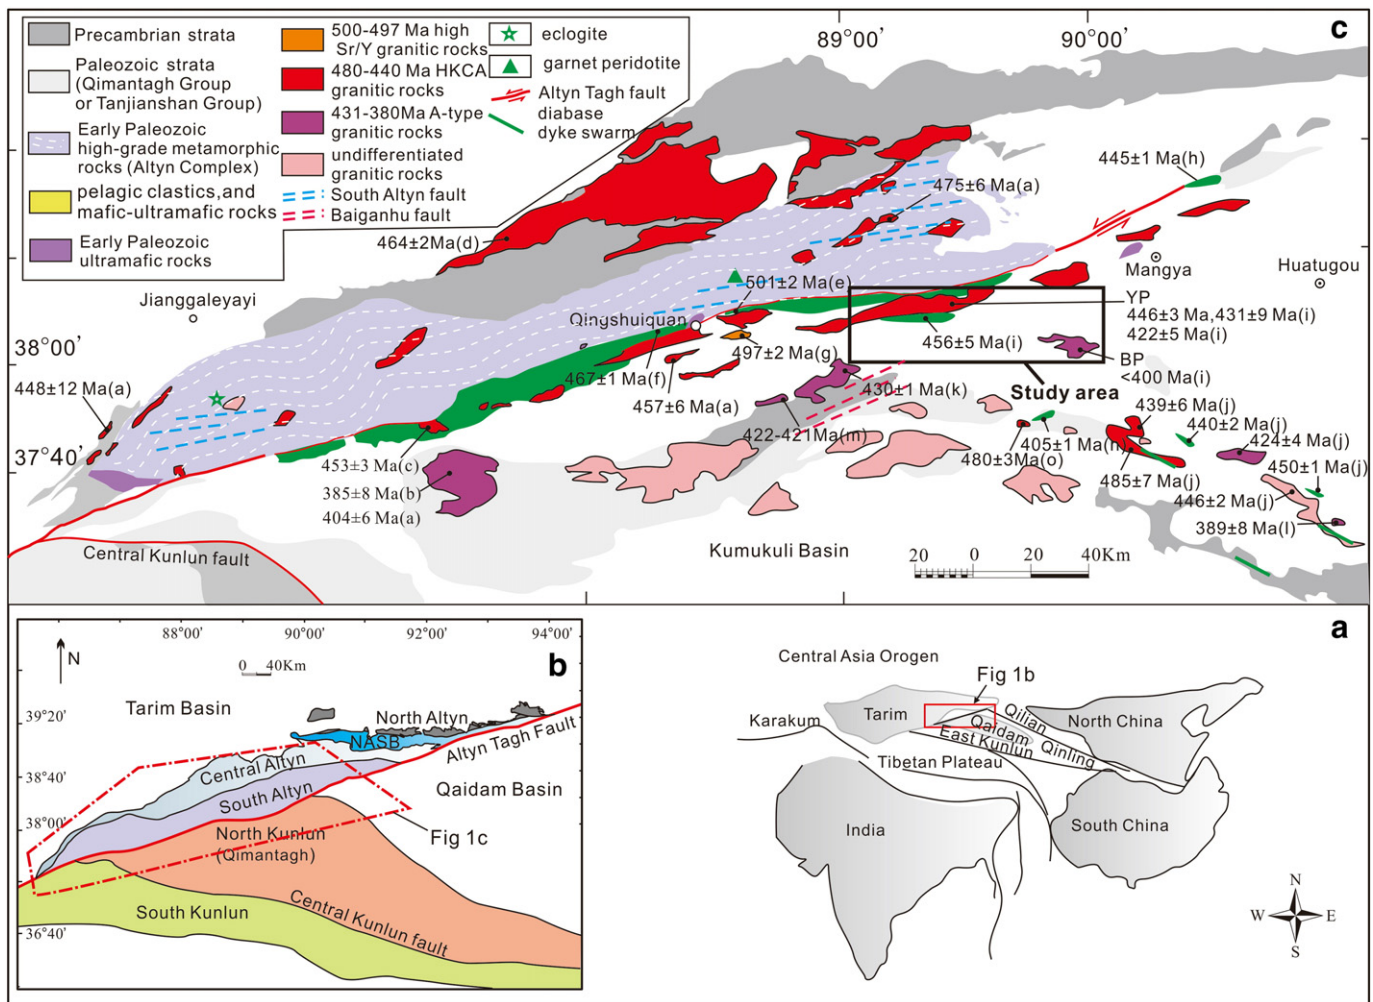 c
Precambrian strata
Paleozoic strata
(Qimantagh Group
or Tanjianshan Group)
Early Paleozoic
high-grade metamorphic
rocks (Altyn Complex)
pelagic clastics,and
mafic-ultramafic rocks
Early Paleozoic
ultramafic rocks
500-497 Ma high
Sr/Y granitic rocks
480-440 Ma HKCA
granitic rocks
431-380Ma A-type
granitic rocks
undifferentiated
granitic rocks
South Altyn fault
Baiganhu fault
eclogite
garnet peridotite
Altyn Tagh fault
diabase
dyke swarm
89°00'
90°00'
445±1 Ma(h)
475±6 Ma(a)
464±2Ma(d)
Mangya
Huatugou
Jianggaleyayi
501±2 Ma(e)
Qingshuiquan
YP
446±3 Ma,431±9 Ma(i)
422±5 Ma(i)
456±5 Ma(i)
497±2 Ma(g)
38°00'
BP
<400 Ma(i)
448±12 Ma(a)
467±1 Ma(f)
457±6 Ma(a)
430±1 Ma(k)
Study area
439±6 Ma(j)
440±2 Ma(j)
422-421Ma(m)
405±1 Ma(n)
424±4 Ma(j)
37°40'
453±3 Ma(c)
480±3Ma(o)
450±1 Ma(j)
485±7 Ma(j)
385±8 Ma(b)
446±2 Ma(j)
404±6 Ma(a)
389±8 Ma(l)
Central Kunlun fault
Kumukuli Basin
20 0 20 40Km
b
88°00' 90°00' 92°00' 94°00'
N
0 40Km
39°20'
38°40'
38°00'
36°40'
Tarim Basin
North Altyn
NASB
Altyn Tagh Fault
Central Altyn
South Altyn
Qaidam Basin
North Kunlun
(Qimantagh)
Fig 1c
South Kunlun
Central Kunlun fault
a
Central Asia Orogen
Fig 1b
Karakum
Tarim
Qilian
North China
Qaidam
East Kunlun
Qinling
Tibetan Plateau
India
South China
N
W E
S